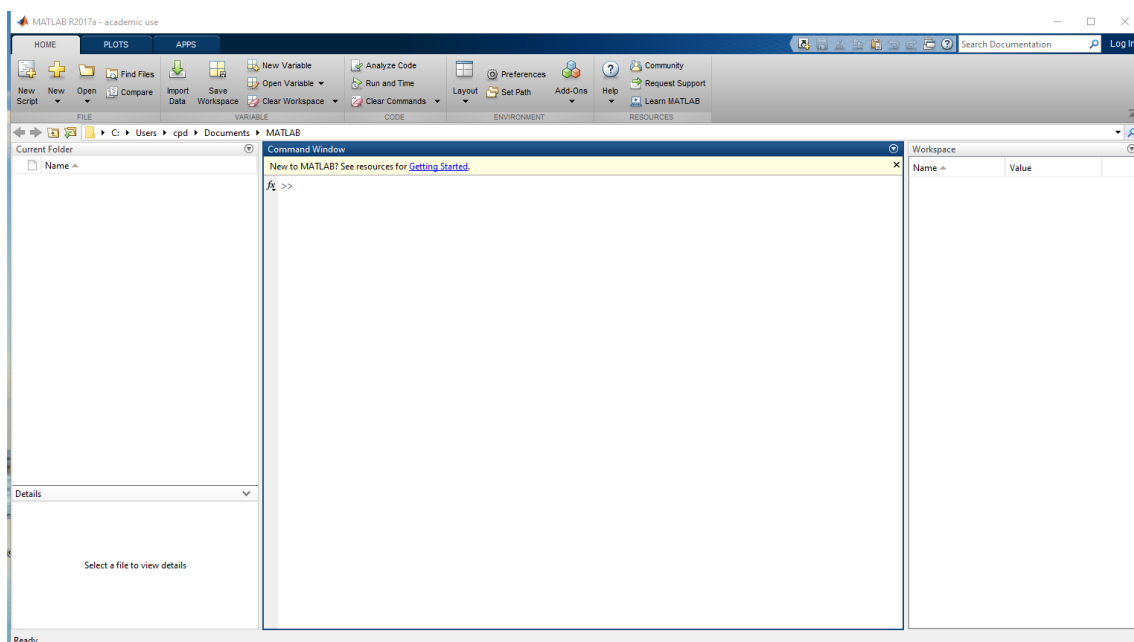 MATLAB R2017a - academic use
HOME PLOTS APPS
Search Documentation
Log In
New Script
New
Open
Find Files
Compare
Import Data
Save Workspace
New Variable
Open Variable
Clear Workspace
Analyze Code
Run and Time
Clear Commands
Layout
Preferences
Set Path
Add-Ons
Help
Community
Request Support
Learn MATLAB
FILE VARIABLE CODE ENVIRONMENT RESOURCES
C: Users cpd Documents MATLAB
Current Folder
Name
Command Window
New to MATLAB? See resources for Getting Started.
fx >>
Workspace
Name Value
Details
Select a file to view details
Ready